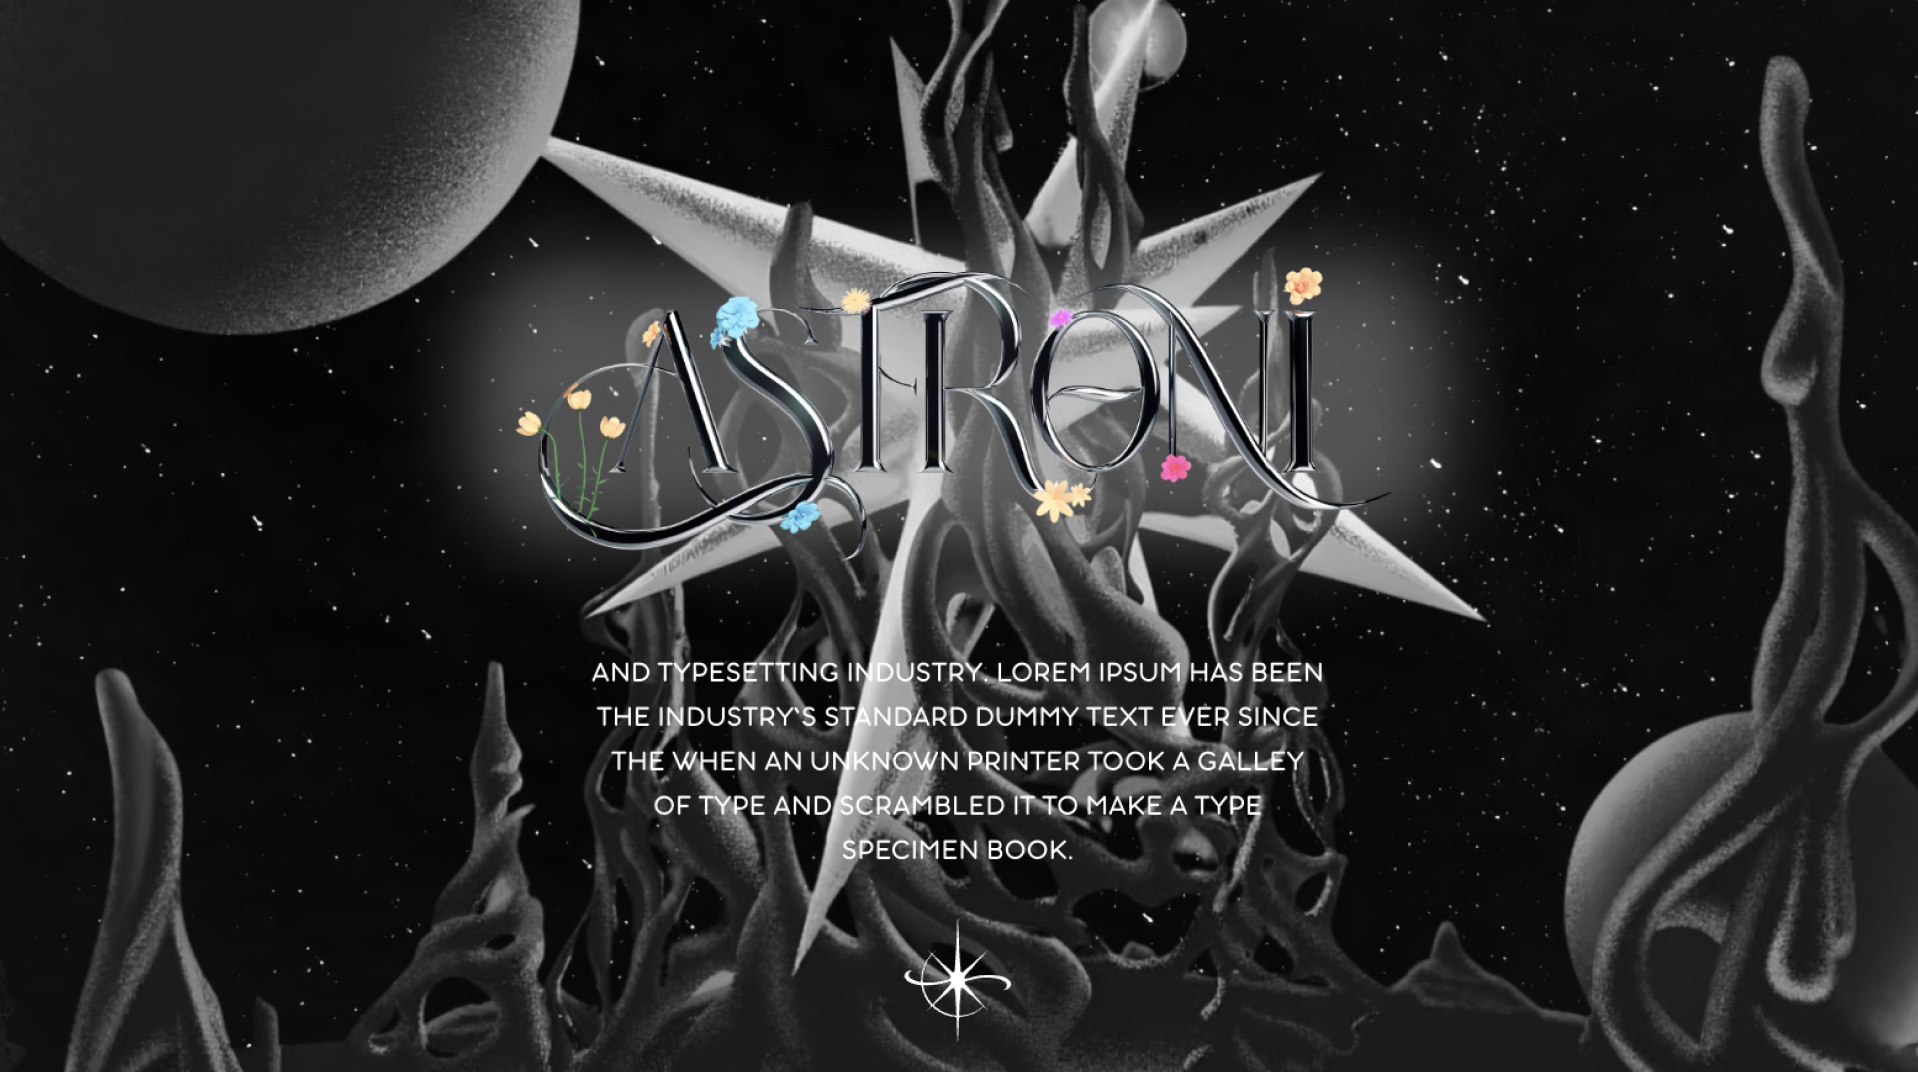 ASTRONI
AND TYPESETTING INDUSTRY. LOREM IPSUM HAS BEEN
THE INDUSTRY'S STANDARD DUMMY TEXT EVER SINCE
THE WHEN AN UNKNOWN PRINTER TOOK A GALLEY
OF TYPE AND SCRAMBLED IT TO MAKE A TYPE
SPECIMEN BOOK.